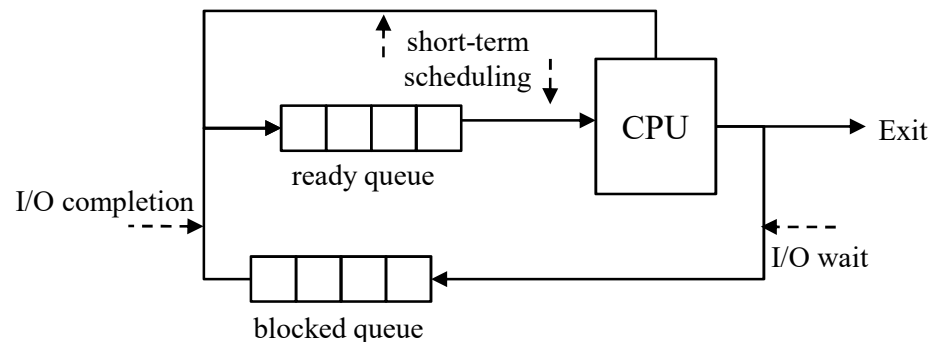 short-term
scheduling
CPU
Exit
ready queue
I/O completion
I/O wait
blocked queue